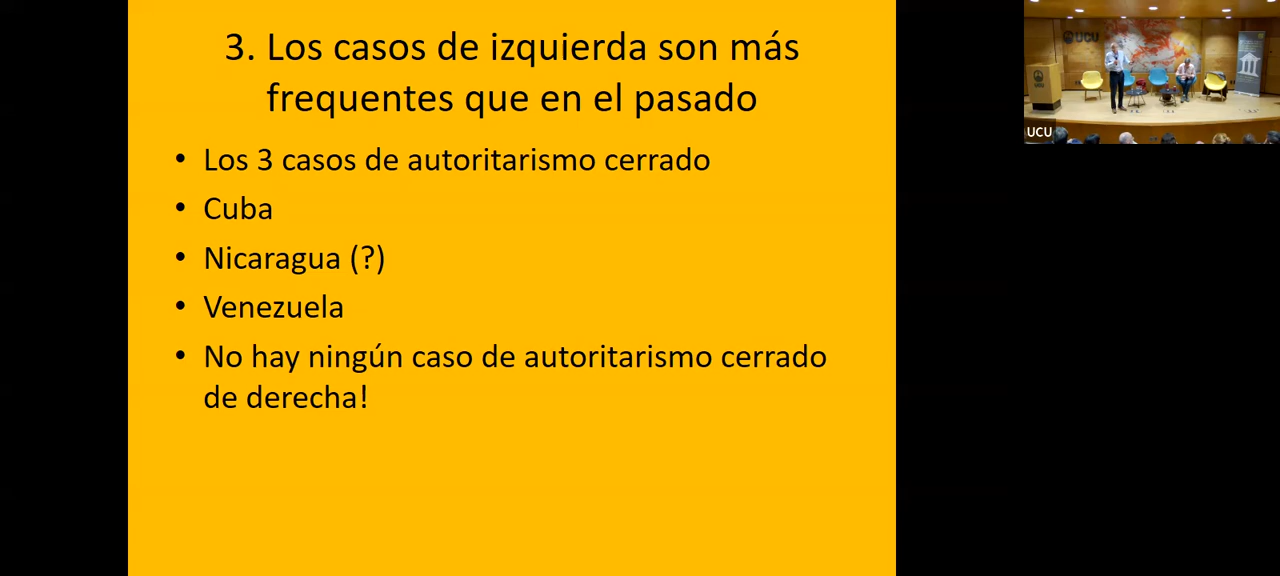 3. Los casos de izquierda son más
frequentes que en el pasado
• Los 3 casos de autoritarismo cerrado
• Cuba
• Nicaragua (?)
• Venezuela
• No hay ningún caso de autoritarismo cerrado
de derecha!
UCU
UCU